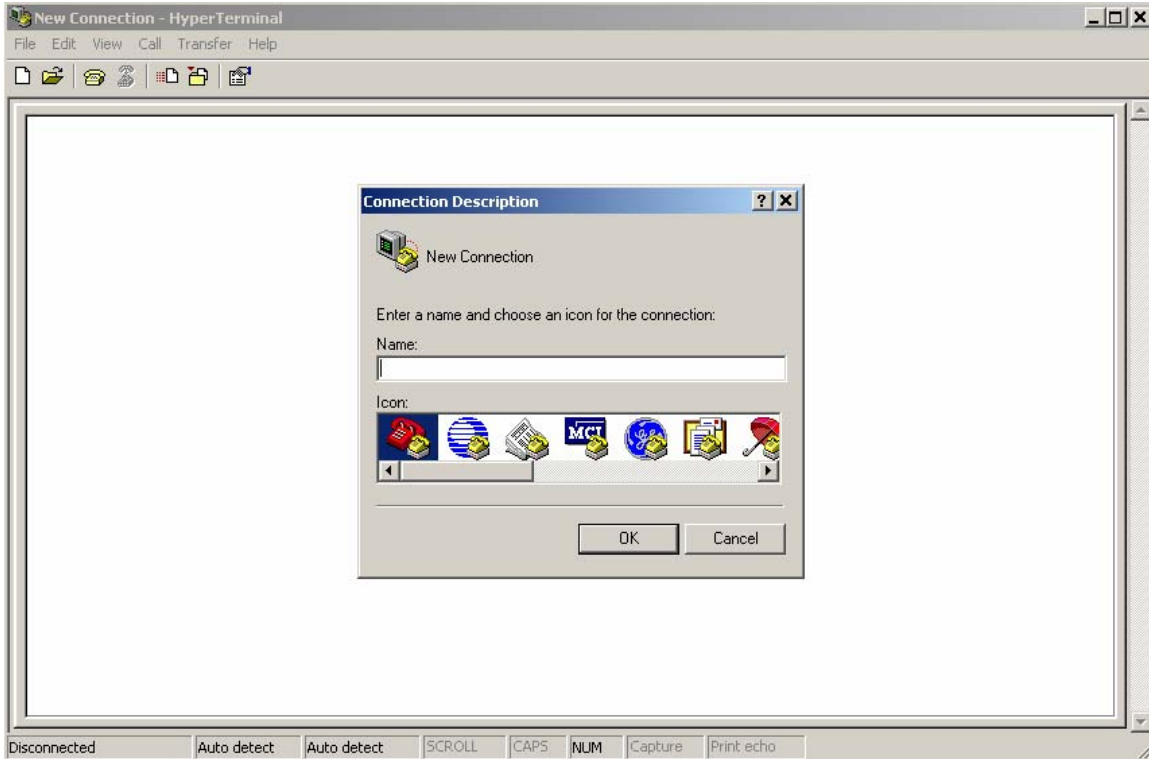 New Connection - HyperTerminal
File Edit View Call Transfer Help
Connection Description
New Connection
Enter a name and choose an icon for the connection:
Name:
Icon:
MCI
OK Cancel
Disconnected Auto detect Auto detect SCROLL CAPS NUM Capture Print echo